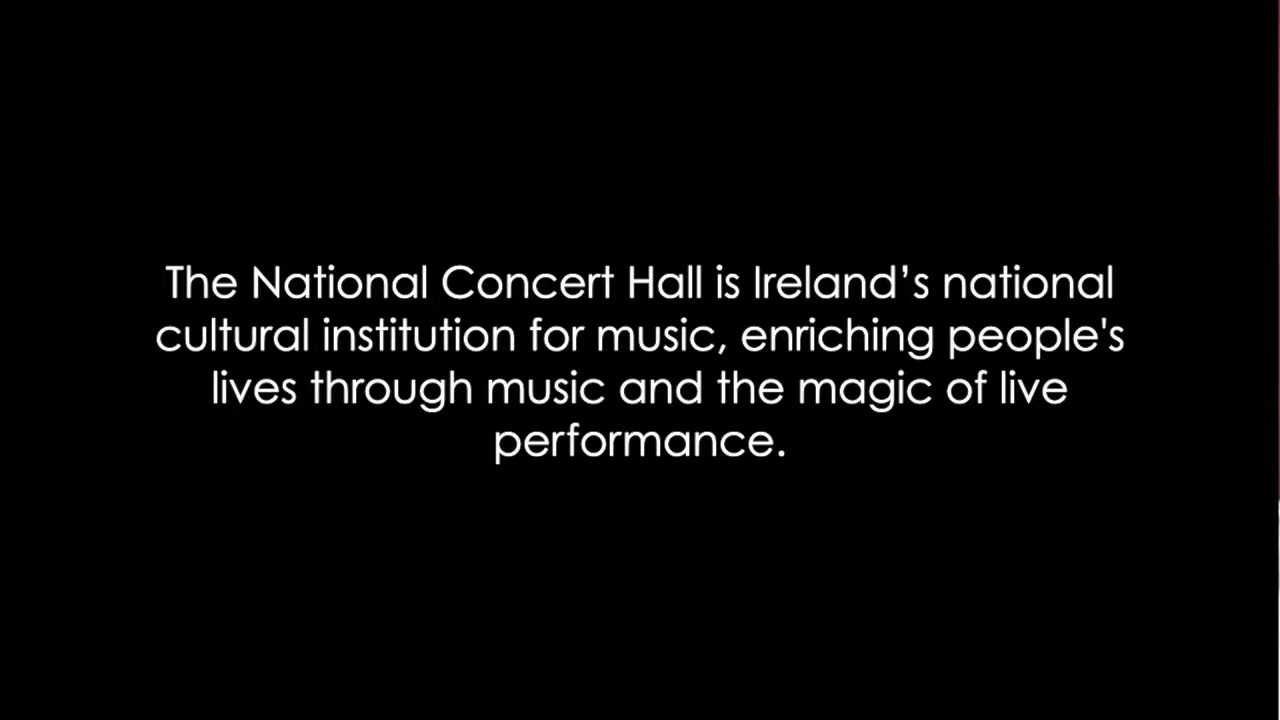 The National Concert Hall is Ireland’s national
cultural institution for music, enriching people's
lives through music and the magic of live
performance.